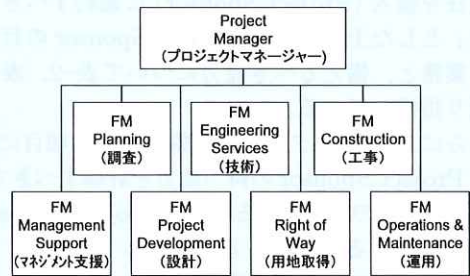 Project
Manager
(プロジェクトマネージャー)
FM
Planning
(調査)
FM
Engineering
Services
(技術)
FM
Construction
(工事)
FM
Management
Support
(マネジメント支援)
FM
Project
Development
(設計)
FM
Right of
Way
(用地取得)
FM
Operations &
Maintenance
(運用)